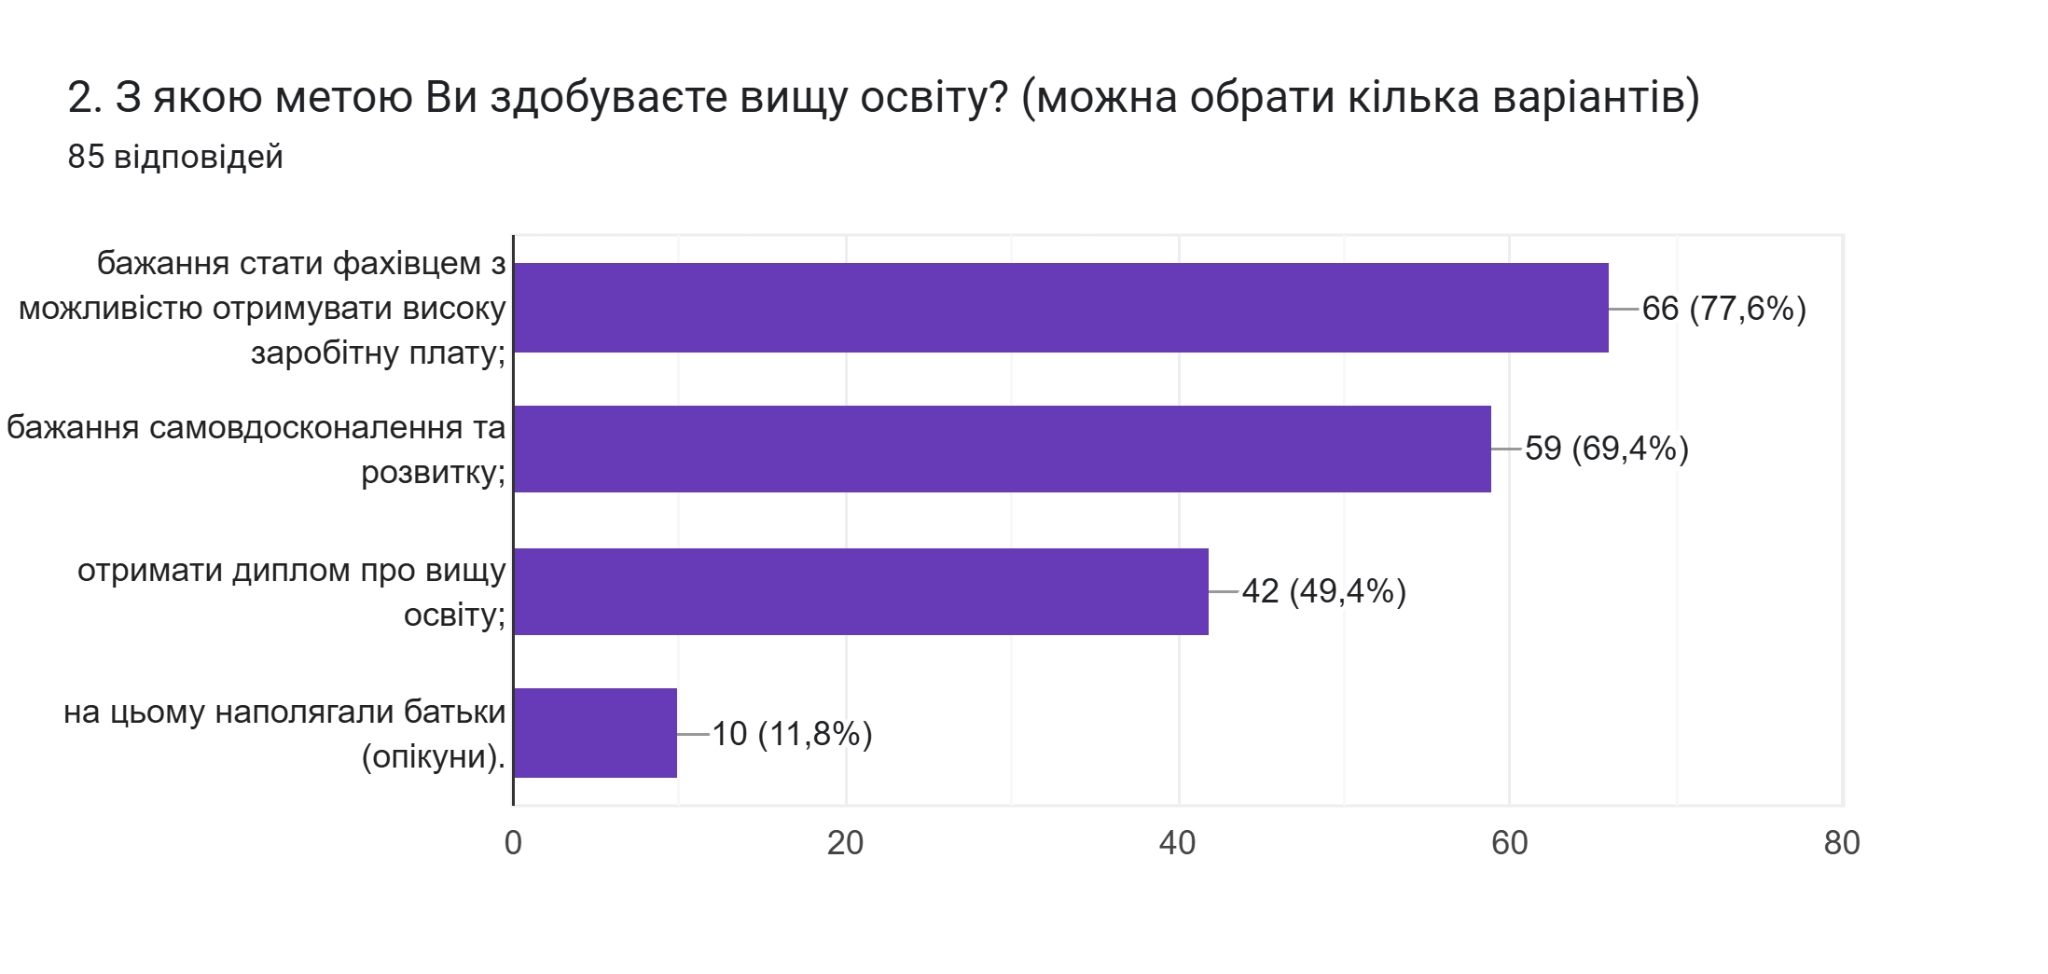 2. З якою метою Ви здобуваєте вищу освіту? (можна обрати кілька варіантів)
85 відповідей
бажання стати фахівцем з
можливістю отримувати високу
заробітну плату;
66 (77,6%)
бажання самовдосконалення та
розвитку;
59 (69,4%)
отримати диплом про вищу
освіту;
42 (49,4%)
на цьому наполягали батьки
(опікуни).
10 (11,8%)
0 20 40 60 80